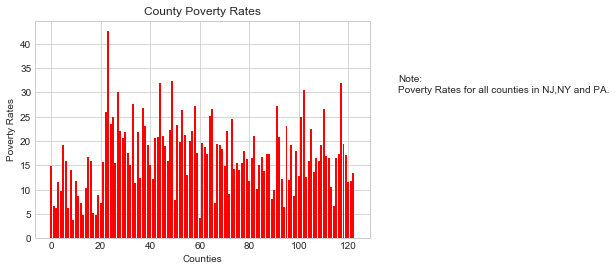 County Poverty Rates
40
35
30
25
20
15
10
5
0
Poverty Rates
0 20 40 60 80 100 120
Counties
Note:
Poverty Rates for all counties in NJ,NY and PA.